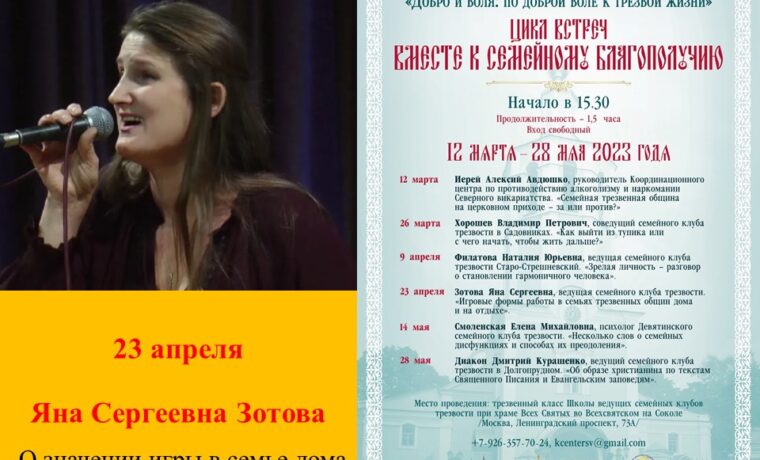 23 апреля
Яна Сергеевна Зотова
О значении игры в семье дома
«Добро и воля: по доброй воле к трезвой жизни»
Цикл встреч
Вместе к семейному благополучию
Начало в 15.30
Продолжительность – 1,5 часа
Вход свободный
12 марта – 28 мая 2023 года
12 марта Иерей Алексий Авдюшко, руководитель Координационного
центра по противодействию алкоголизму и наркомании
Северного викариатства. «Семейная трезвенная община
на церковном приходе – за или против?»
26 марта Хорошев Владимир Петрович, соведущий семейного клуба
трезвости в Садовниках. «Как выйти из тупика или
с чего начать, чтобы жить дальше?»
9 апреля Филатова Наталия Юрьевна, ведущая семейного клуба
трезвости Старо-Стрешневский. «Зрелая личность – разговор
о становлении гармоничного человека».
23 апреля Зотова Яна Сергеевна, ведущая семейного клуба трезвости.
«Игровые формы работы в семьях трезвенных общин дома
и на отдыхе».
14 мая Смоленская Елена Михайловна, психолог Девятинского
семейного клуба трезвости. «Несколько слов о семейных
дисфункциях и способах их преодоления».
28 мая Диакон Дмитрий Курашенко, ведущий семейного клуба
трезвости в Долгопрудном. «Об образе христианина по текстам
Священного Писания и Евангельским заповедям».
Место проведения: трезвенный класс Школы ведущих семейных клубов
трезвости при храме Всех Святых во Всехсвятском на Соколе
/Москва, Ленинградский проспект, 73А/
+7-926-357-70-24, kcentersv@gmail.com